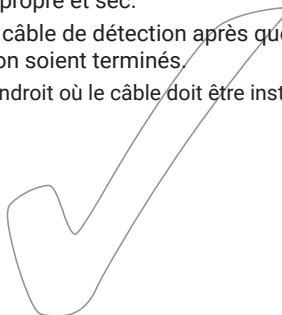 propre et sec.
câble de détection après que
on soient terminés.
ndroit où le câble doit être inst